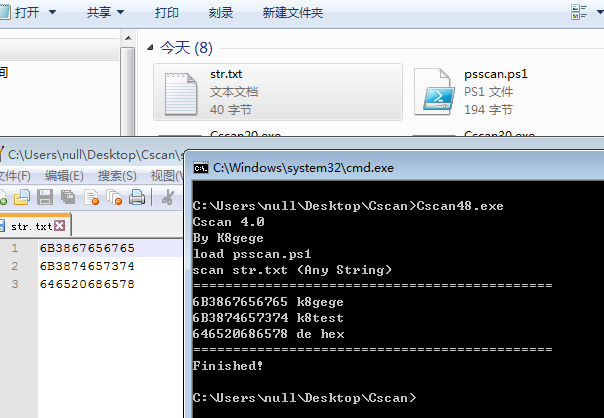 打开 共享 打印 刻录 新建文件夹
间
今天 (8)
str.txt
文本文档
40 字节
psscan.ps1
PS1 文件
194 字节
Cscan20.exe
Cscan30.exe
C:\Users\null\Desktop\Cscan\s
文件(F) 编辑(E) 搜索(S) 视图(V
str.txt
1 6B3867656765
2 6B3874657374
3 646520686578
C:\Windows\system32\cmd.exe
C:\Users\null\Desktop\Cscan>Cscan48.exe
Cscan 4.0
By K8gege
load psscan.ps1
scan str.txt (Any String)
=============================================
6B3867656765 k8gege
6B3874657374 k8test
646520686578 de hex
=============================================
Finished!
C:\Users\null\Desktop\Cscan>